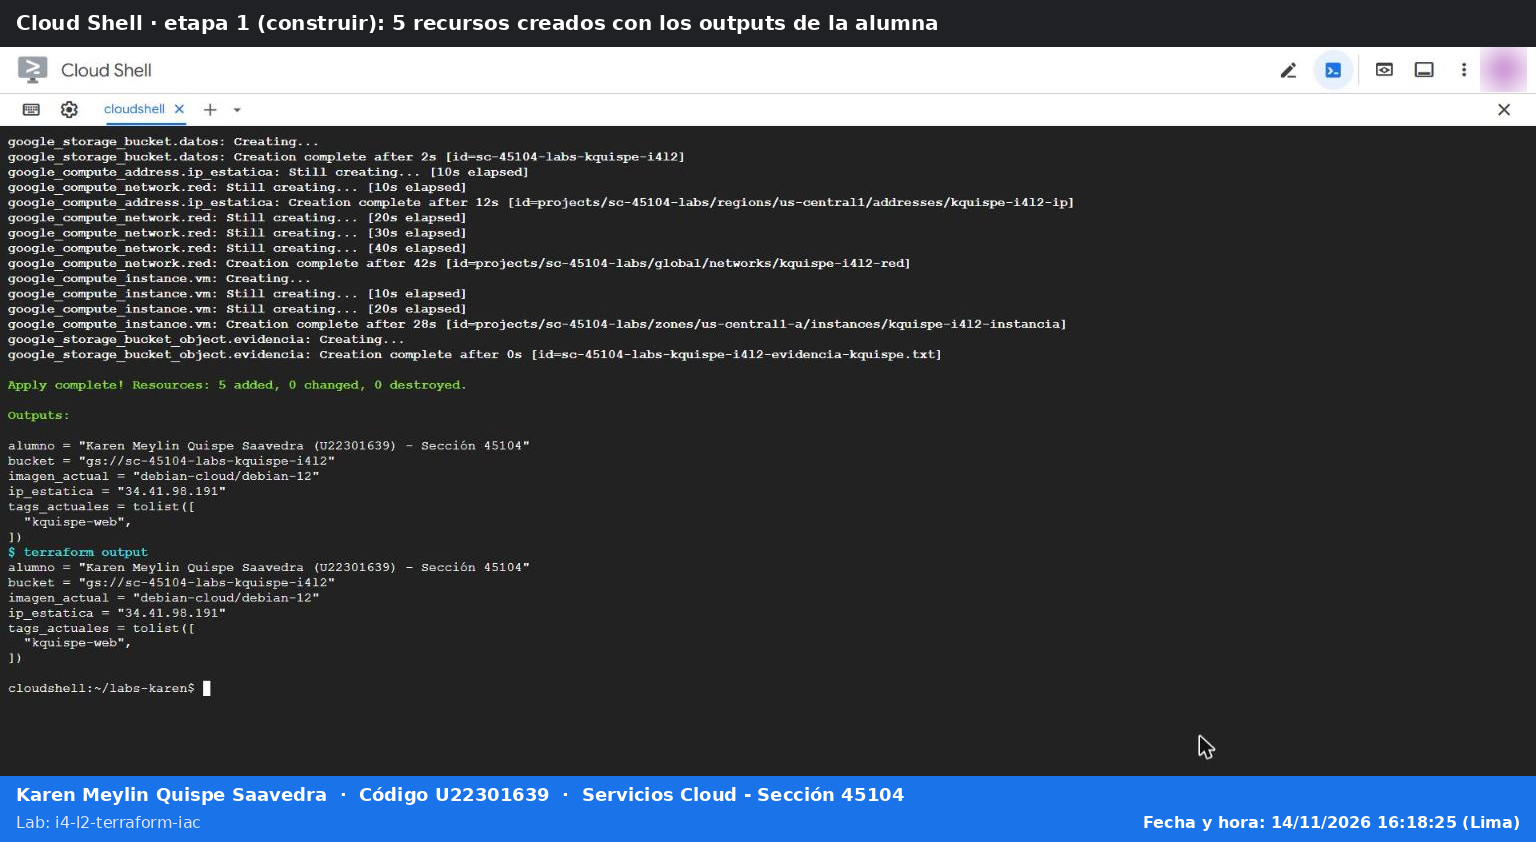 Cloud Shell · etapa 1 (construir): 5 recursos creados con los outputs de la alumna
Cloud Shell
cloudshell
google_storage_bucket.datos: Creating...
google_storage_bucket.datos: Creation complete after 2s [id=sc-45104-labs-kquispe-i4l2]
google_compute_address.ip_estatica: Still creating... [10s elapsed]
google_compute_network.red: Still creating... [10s elapsed]
google_compute_address.ip_estatica: Creation complete after 12s [id=projects/sc-45104-labs/regions/us-central1/addresses/kquispe-i4l2-ip]
google_compute_network.red: Still creating... [20s elapsed]
google_compute_network.red: Still creating... [30s elapsed]
google_compute_network.red: Still creating... [40s elapsed]
google_compute_network.red: Creation complete after 42s [id=projects/sc-45104-labs/global/networks/kquispe-i4l2-red]
google_compute_instance.vm: Creating...
google_compute_instance.vm: Still creating... [10s elapsed]
google_compute_instance.vm: Still creating... [20s elapsed]
google_compute_instance.vm: Creation complete after 28s [id=projects/sc-45104-labs/zones/us-central1-a/instances/kquispe-i4l2-instancia]
google_storage_bucket_object.evidencia: Creating...
google_storage_bucket_object.evidencia: Creation complete after 0s [id=sc-45104-labs-kquispe-i4l2-evidencia-kquispe.txt]
Apply complete! Resources: 5 added, 0 changed, 0 destroyed.
Outputs:
alumno = "Karen Meylin Quispe Saavedra (U22301639) - Sección 45104"
bucket = "gs://sc-45104-labs-kquispe-i4l2"
imagen_actual = "debian-cloud/debian-12"
ip_estatica = "34.41.98.191"
tags_actuales = tolist([
  "kquispe-web",
])
$ terraform output
alumno = "Karen Meylin Quispe Saavedra (U22301639) - Sección 45104"
bucket = "gs://sc-45104-labs-kquispe-i4l2"
imagen_actual = "debian-cloud/debian-12"
ip_estatica = "34.41.98.191"
tags_actuales = tolist([
  "kquispe-web",
])
cloudshell:~/labs-karen$
Karen Meylin Quispe Saavedra · Código U22301639 · Servicios Cloud - Sección 45104
Lab: i4-l2-terraform-iac
Fecha y hora: 14/11/2026 16:18:25 (Lima)